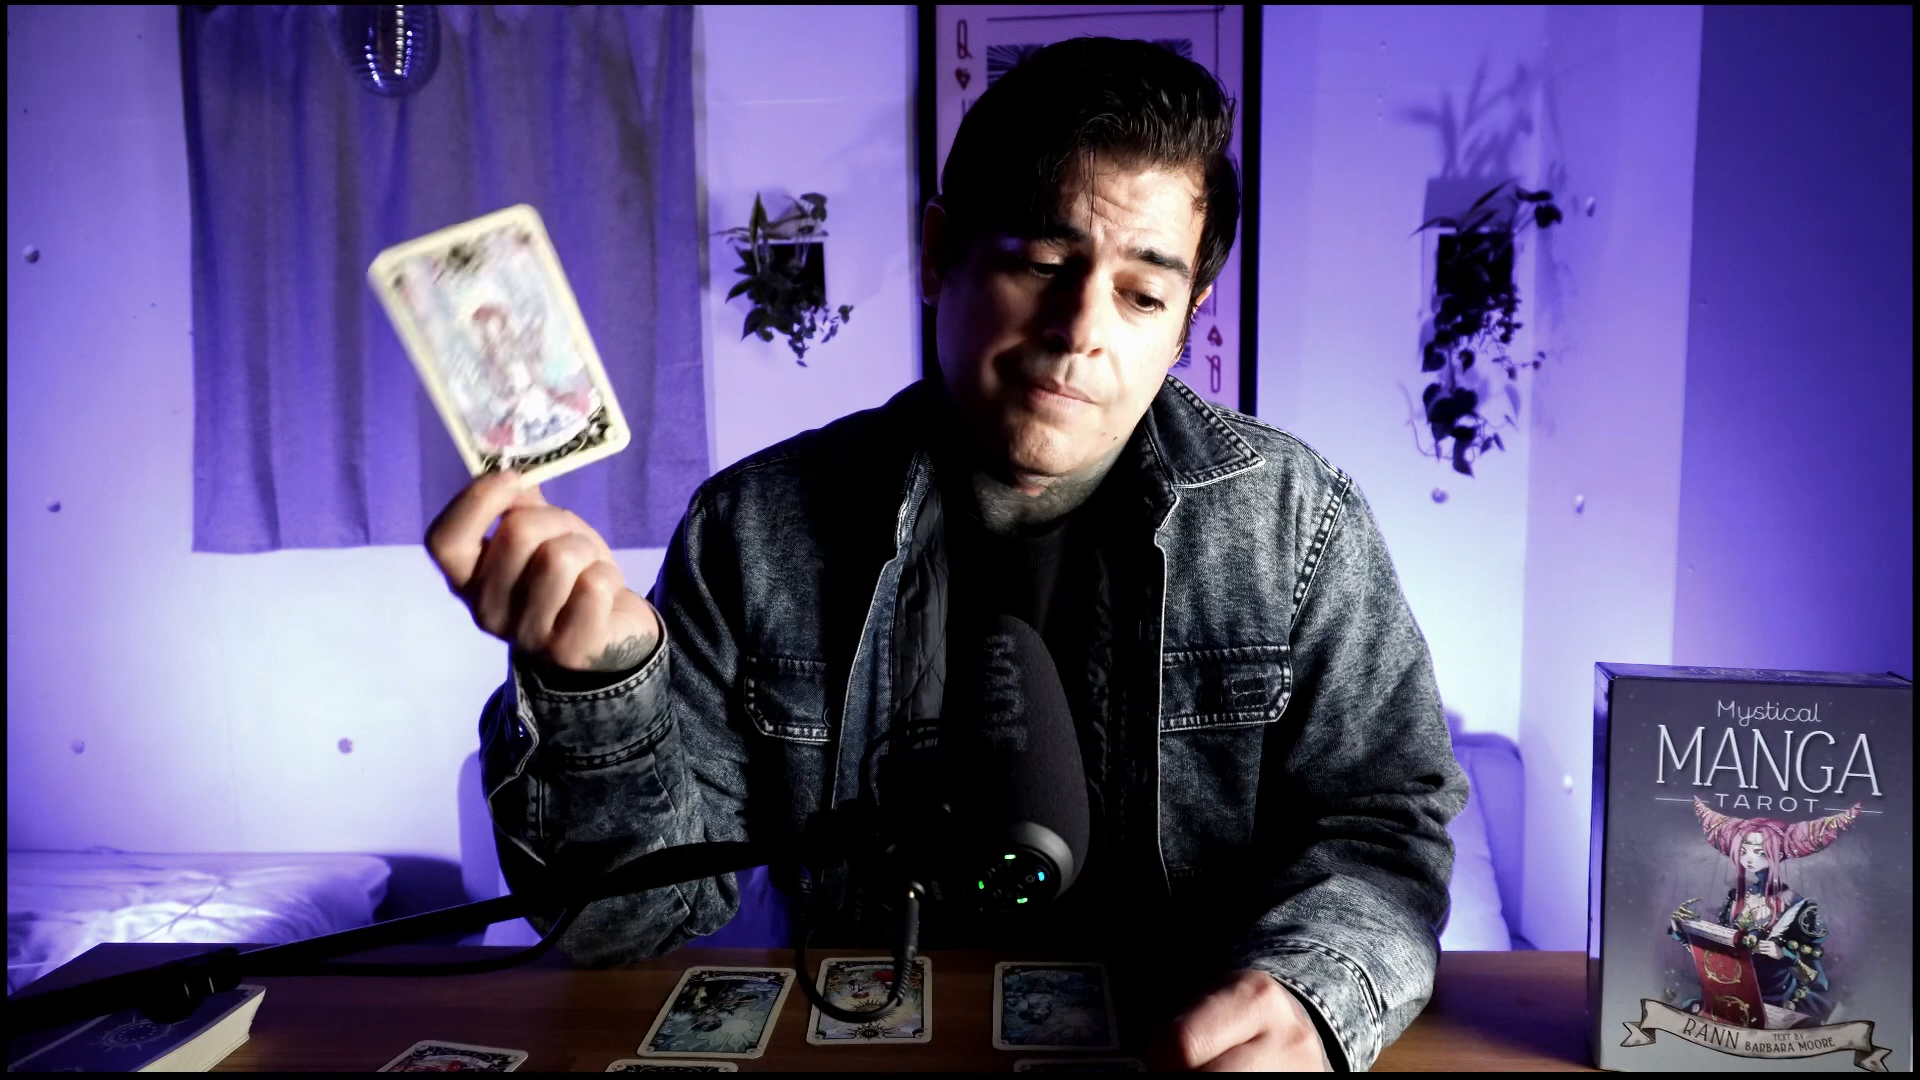 Q
Q
Mystical
MANGA
TAROT
RANN
TEXT BY
BARBARA MOORE